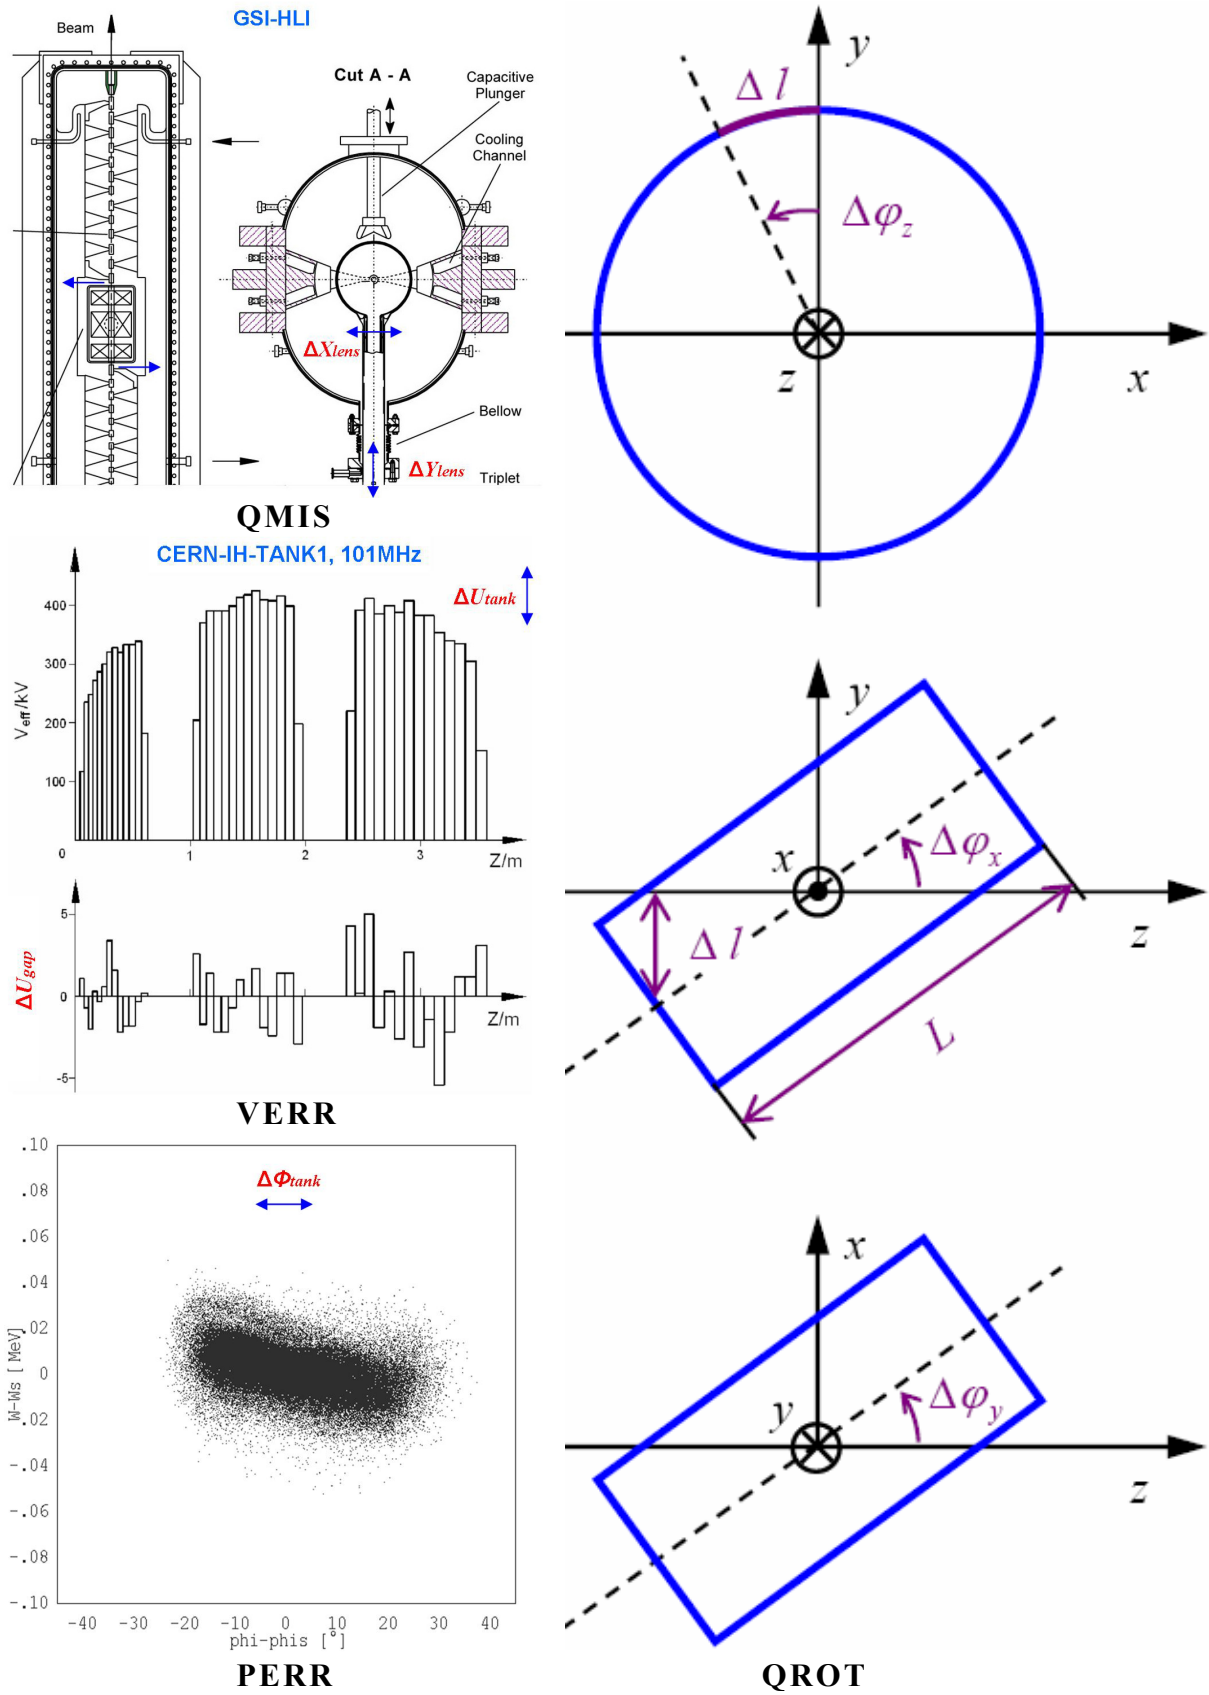 GSI-HLI
Beam
Cut A - A
Capacitive
Plunger
Cooling
Channel
ΔXlens
Bellow
ΔYlens
Triplet
QMIS
CERN-IH-TANK1, 101MHz
ΔUtank
Veff/kV
400
300
200
100
0
1
2
3
Z/m
ΔUgap
5
0
-5
Z/m
VERR
ΔΦtank
W-Ws [MeV]
.10
.08
.06
.04
.02
0
-.02
-.04
-.06
-.08
-.10
-40 -30 -20 -10 0 10 20 30 40
phi-phis [°]
PERR
y
Δ l
Δφz
z
x
y
x
Δφx
z
Δ l
L
x
y
Δφy
z
QROT